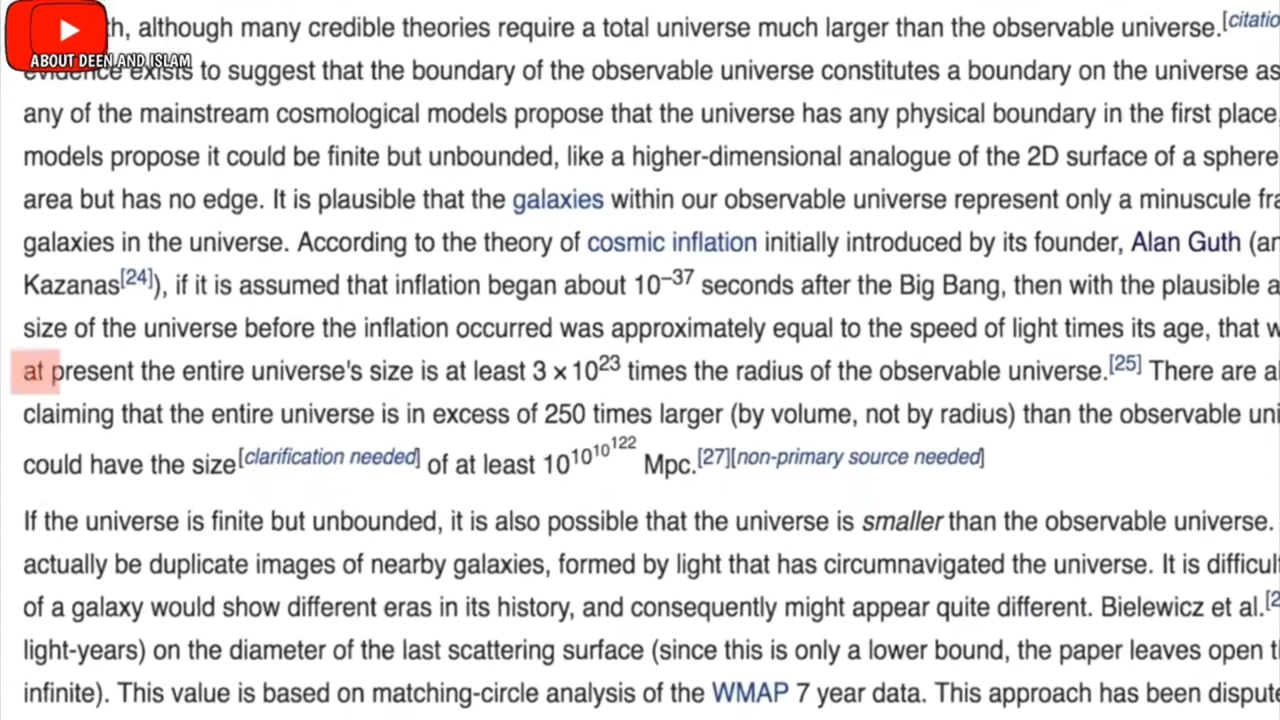 th, although many credible theories require a total universe much larger than the observable universe.[citatio
ABOUT DEEN AND ISLAM
evidence exists to suggest that the boundary of the observable universe constitutes a boundary on the universe as
any of the mainstream cosmological models propose that the universe has any physical boundary in the first place,
models propose it could be finite but unbounded, like a higher-dimensional analogue of the 2D surface of a sphere
area but has no edge. It is plausible that the galaxies within our observable universe represent only a minuscule fra
galaxies in the universe. According to the theory of cosmic inflation initially introduced by its founder, Alan Guth (an
Kazanas[24]), if it is assumed that inflation began about 10⁻³⁷ seconds after the Big Bang, then with the plausible a
size of the universe before the inflation occurred was approximately equal to the speed of light times its age, that w
at present the entire universe's size is at least 3 × 10²³ times the radius of the observable universe.[25] There are al
claiming that the entire universe is in excess of 250 times larger (by volume, not by radius) than the observable uni
could have the size[clarification needed] of at least 10^10^10^122 Mpc.[27][non-primary source needed]
If the universe is finite but unbounded, it is also possible that the universe is smaller than the observable universe.
actually be duplicate images of nearby galaxies, formed by light that has circumnavigated the universe. It is difficul
of a galaxy would show different eras in its history, and consequently might appear quite different. Bielewicz et al.[2
light-years) on the diameter of the last scattering surface (since this is only a lower bound, the paper leaves open t
infinite). This value is based on matching-circle analysis of the WMAP 7 year data. This approach has been dispute